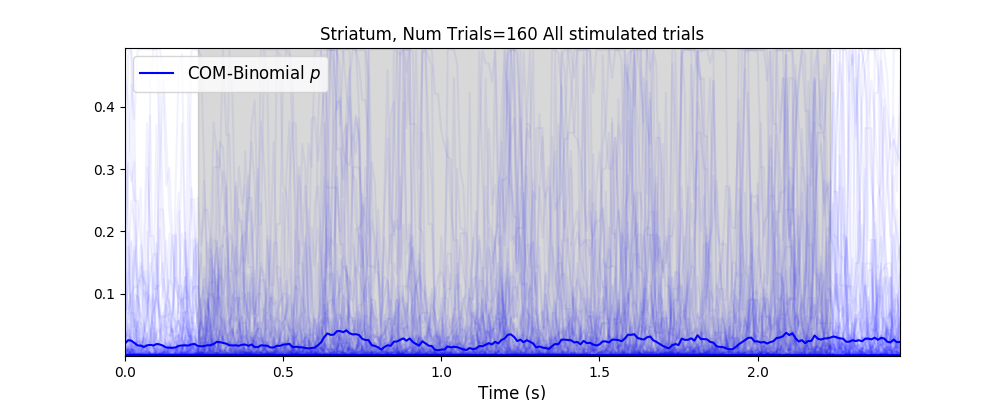 Striatum, Num Trials=160 All stimulated trials
COM-Binomial p
0.4
0.3
0.2
0.1
0.0 0.5 1.0 1.5 2.0
Time (s)